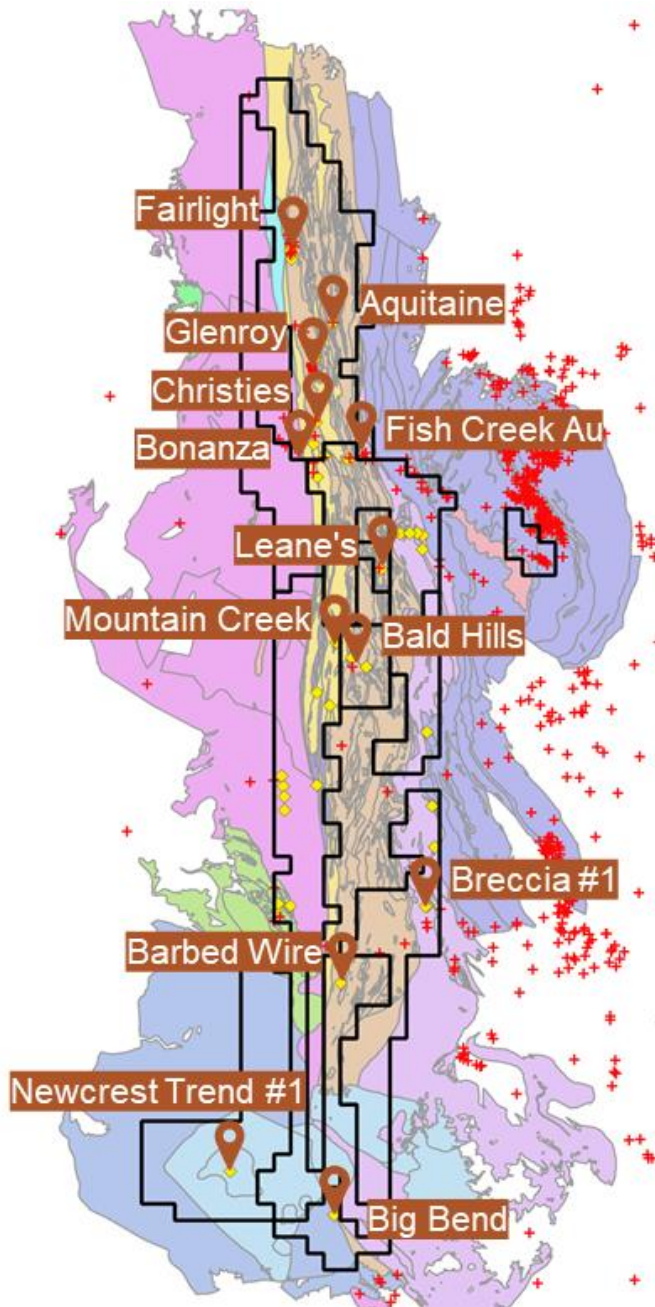 Fairlight
Aquitaine
Glenroy
Christies
Bonanza
Fish Creek Au
Leane's
Mountain Creek
Bald Hills
Breccia #1
Barbed Wire
Newcrest Trend #1
Big Bend